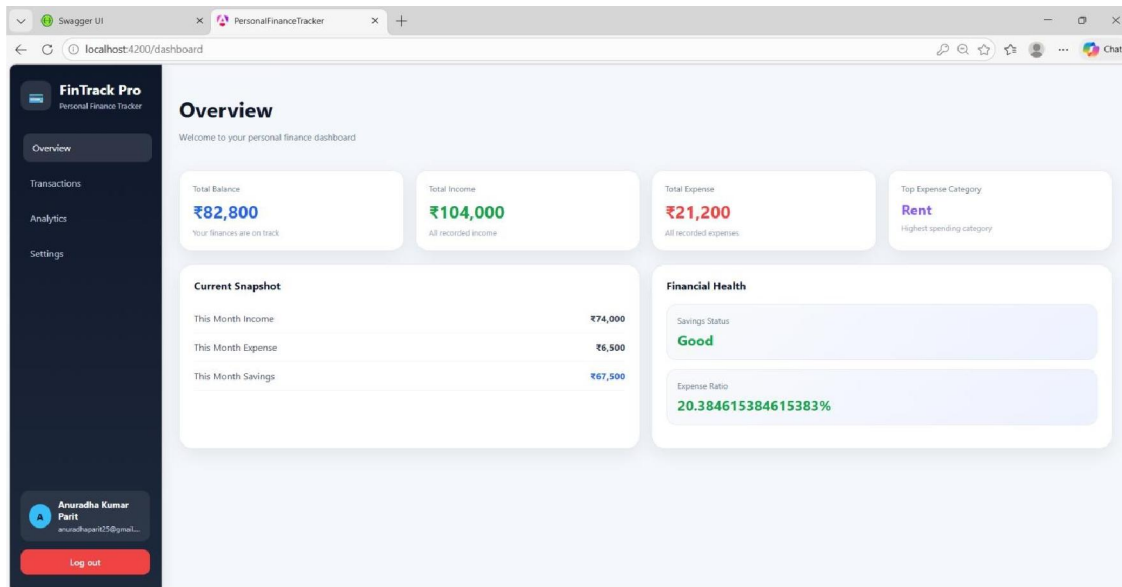 Swagger UI
PersonalFinanceTracker
localhost:4200/dashboard
Chat
FinTrack Pro
Personal Finance Tracker
Overview
Transactions
Analytics
Settings
Anuradha Kumar
Parit
anuradhaparit25@gmail....
A
Log out
Overview
Welcome to your personal finance dashboard
Total Balance
₹82,800
Your finances are on track
Total Income
₹104,000
All recorded income
Total Expense
₹21,200
All recorded expenses
Top Expense Category
Rent
Highest spending category
Current Snapshot
This Month Income ₹74,000
This Month Expense ₹6,500
This Month Savings ₹67,500
Financial Health
Savings Status
Good
Expense Ratio
20.384615384615383%